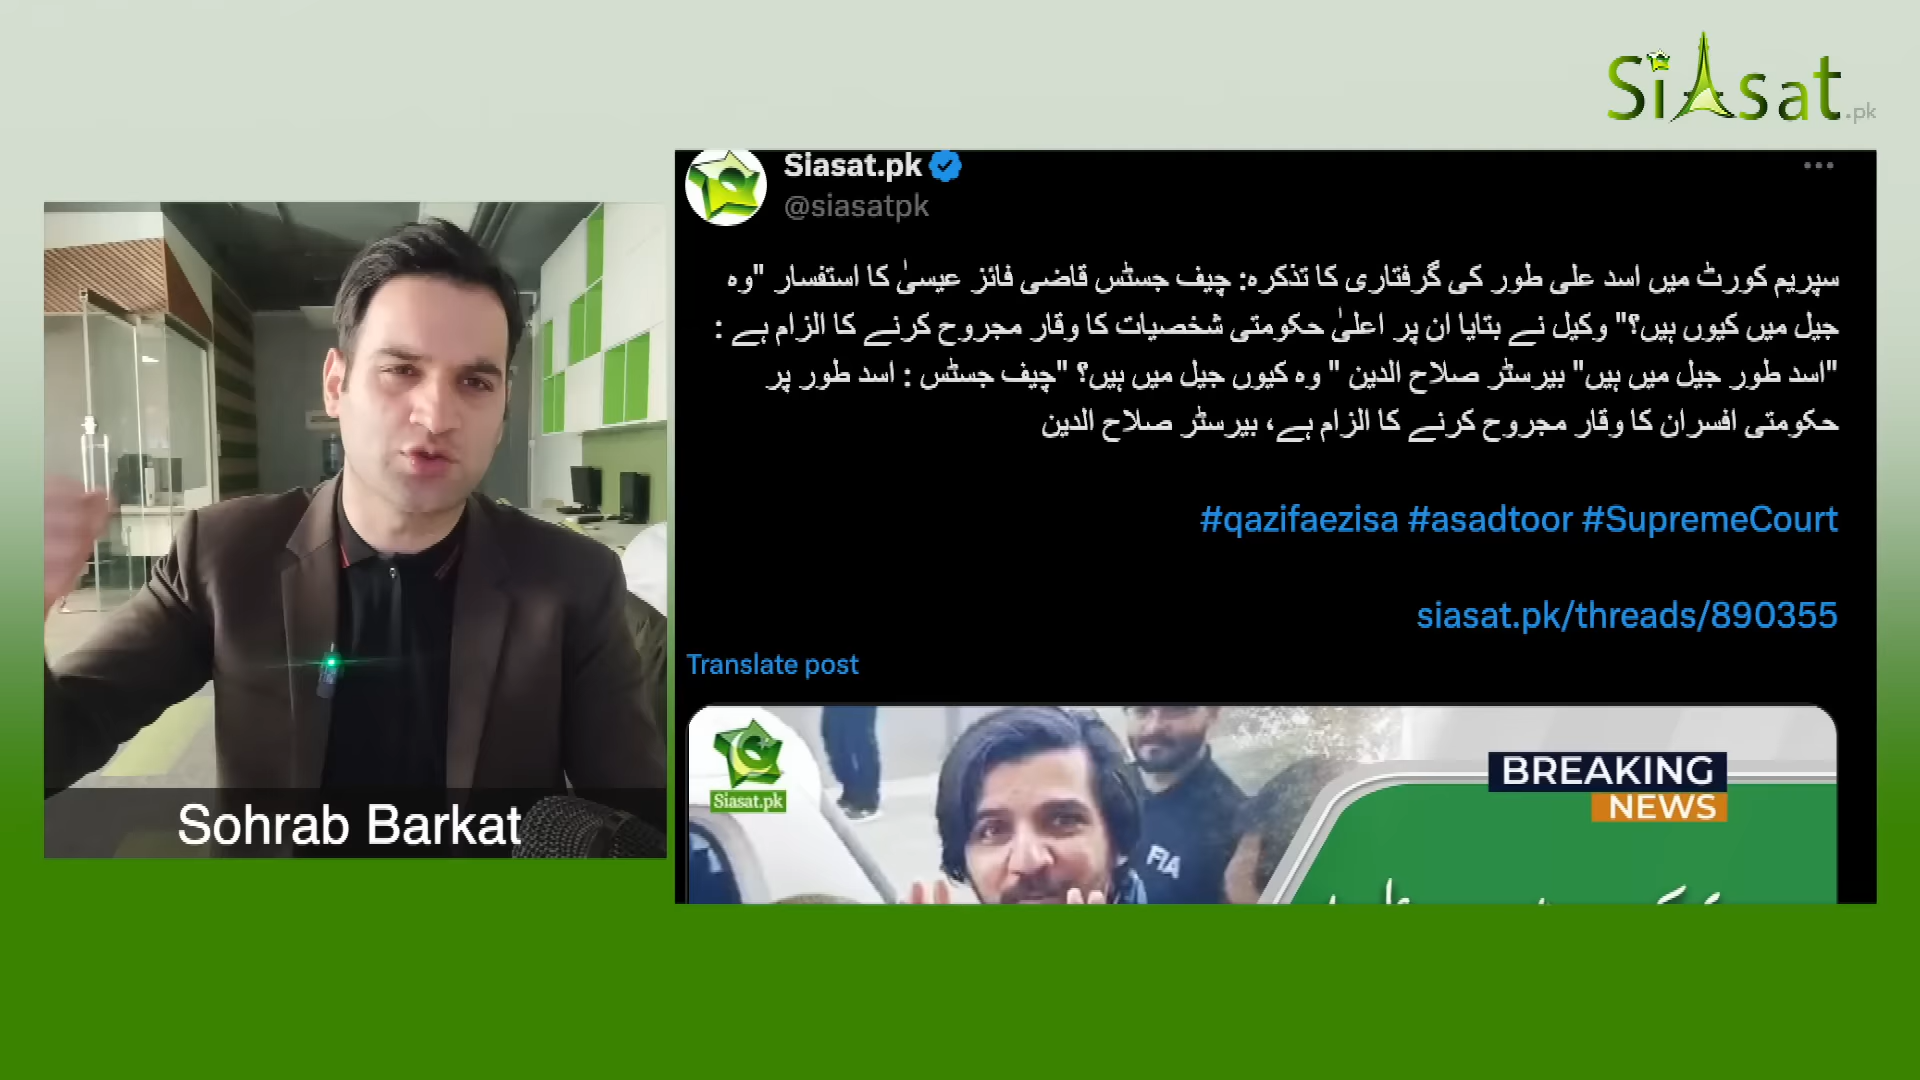 SiAsat.pk
Siasat.pk
@siasatpk
سپریم کورٹ میں اسد علی طور کی گرفتاری کا تذکرہ: چیف جسٹس قاضی فائز عیسیٰ کا استفسار "وہ
جیل میں کیوں ہیں؟" وکیل نے بتایا ان پر اعلیٰ حکومتی شخصیات کا وقار مجروح کرنے کا الزام ہے :
"اسد طور جیل میں ہیں" بیرسٹر صلاح الدین " وہ کیوں جیل میں ہیں؟ "چیف جسٹس : اسد طور پر
حکومتی افسران کا وقار مجروح کرنے کا الزام ہے، بیرسٹر صلاح الدین
#qazifaezisa #asadtoor #SupremeCourt
siasat.pk/threads/890355
Translate post
Siasat.pk
BREAKING
NEWS
FIA
Sohrab Barkat